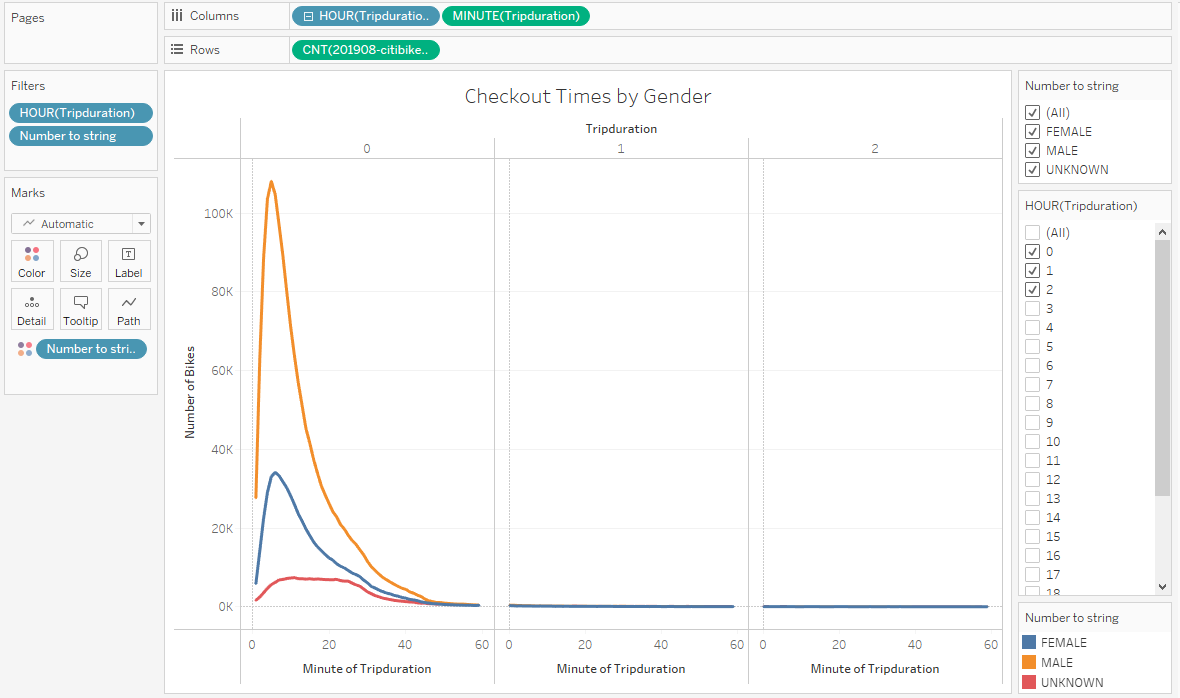 Pages
Columns
HOUR(Tripduratio..
MINUTE(Tripduration)
Rows
CNT(201908-citibike..
Filters
HOUR(Tripduration)
Number to string
Marks
Automatic
Color
Size
Label
Detail
Tooltip
Path
Number to stri..
Checkout Times by Gender
Tripduration
0
1
2
100K
80K
60K
40K
20K
0K
Number of Bikes
0 20 40 60
0 20 40 60
0 20 40 60
Minute of Tripduration
Minute of Tripduration
Minute of Tripduration
Number to string
(All)
FEMALE
MALE
UNKNOWN
HOUR(Tripduration)
(All)
0
1
2
3
4
5
6
7
8
9
10
11
12
13
14
15
16
17
18
Number to string
FEMALE
MALE
UNKNOWN